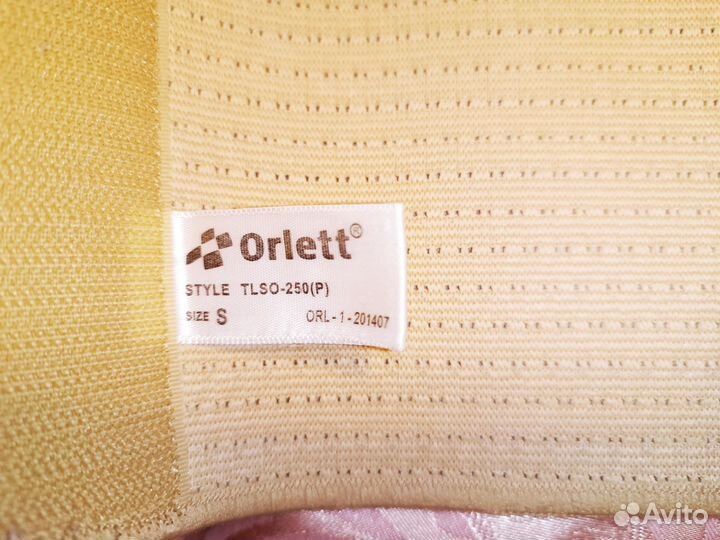 Orlett®
STYLE TLSO-250(P)
SIZE S ORL-1-201407
Avito